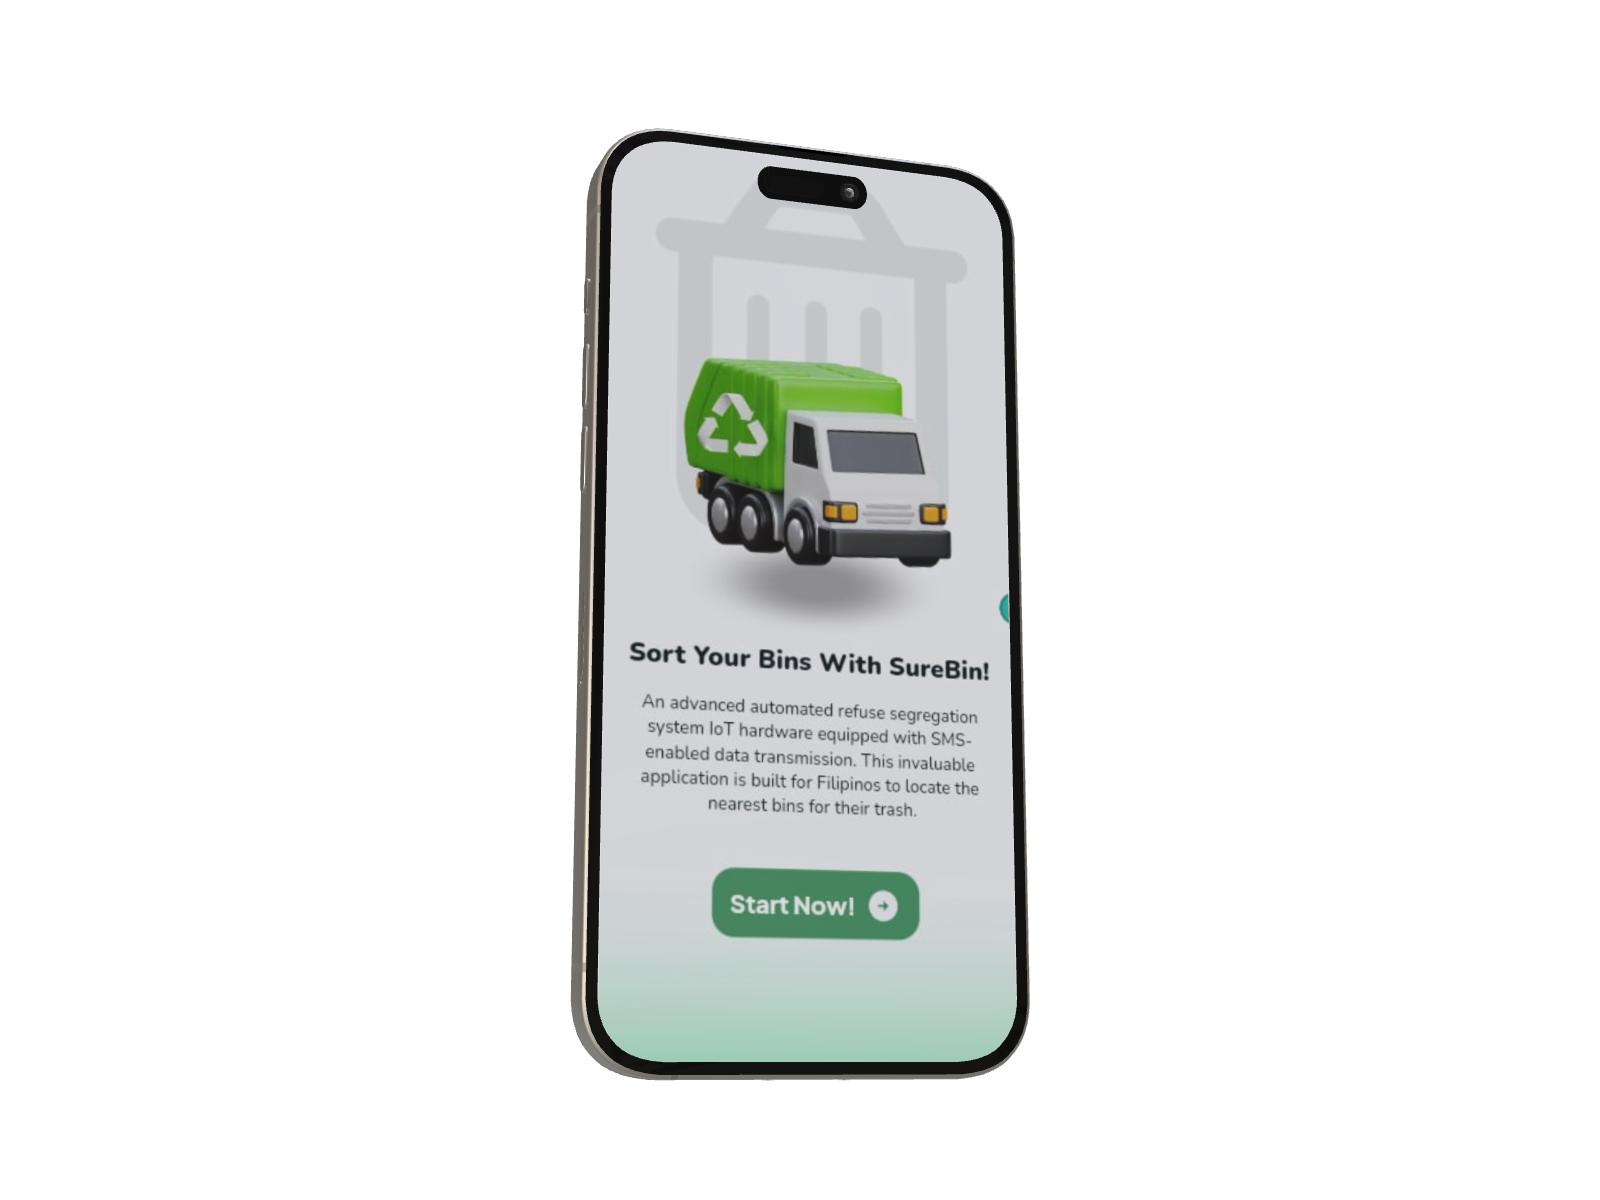 Sort Your Bins With SureBin!
An advanced automated refuse segregation
system IoT hardware equipped with SMS-
enabled data transmission. This invaluable
application is built for Filipinos to locate the
nearest bins for their trash.
Start Now!